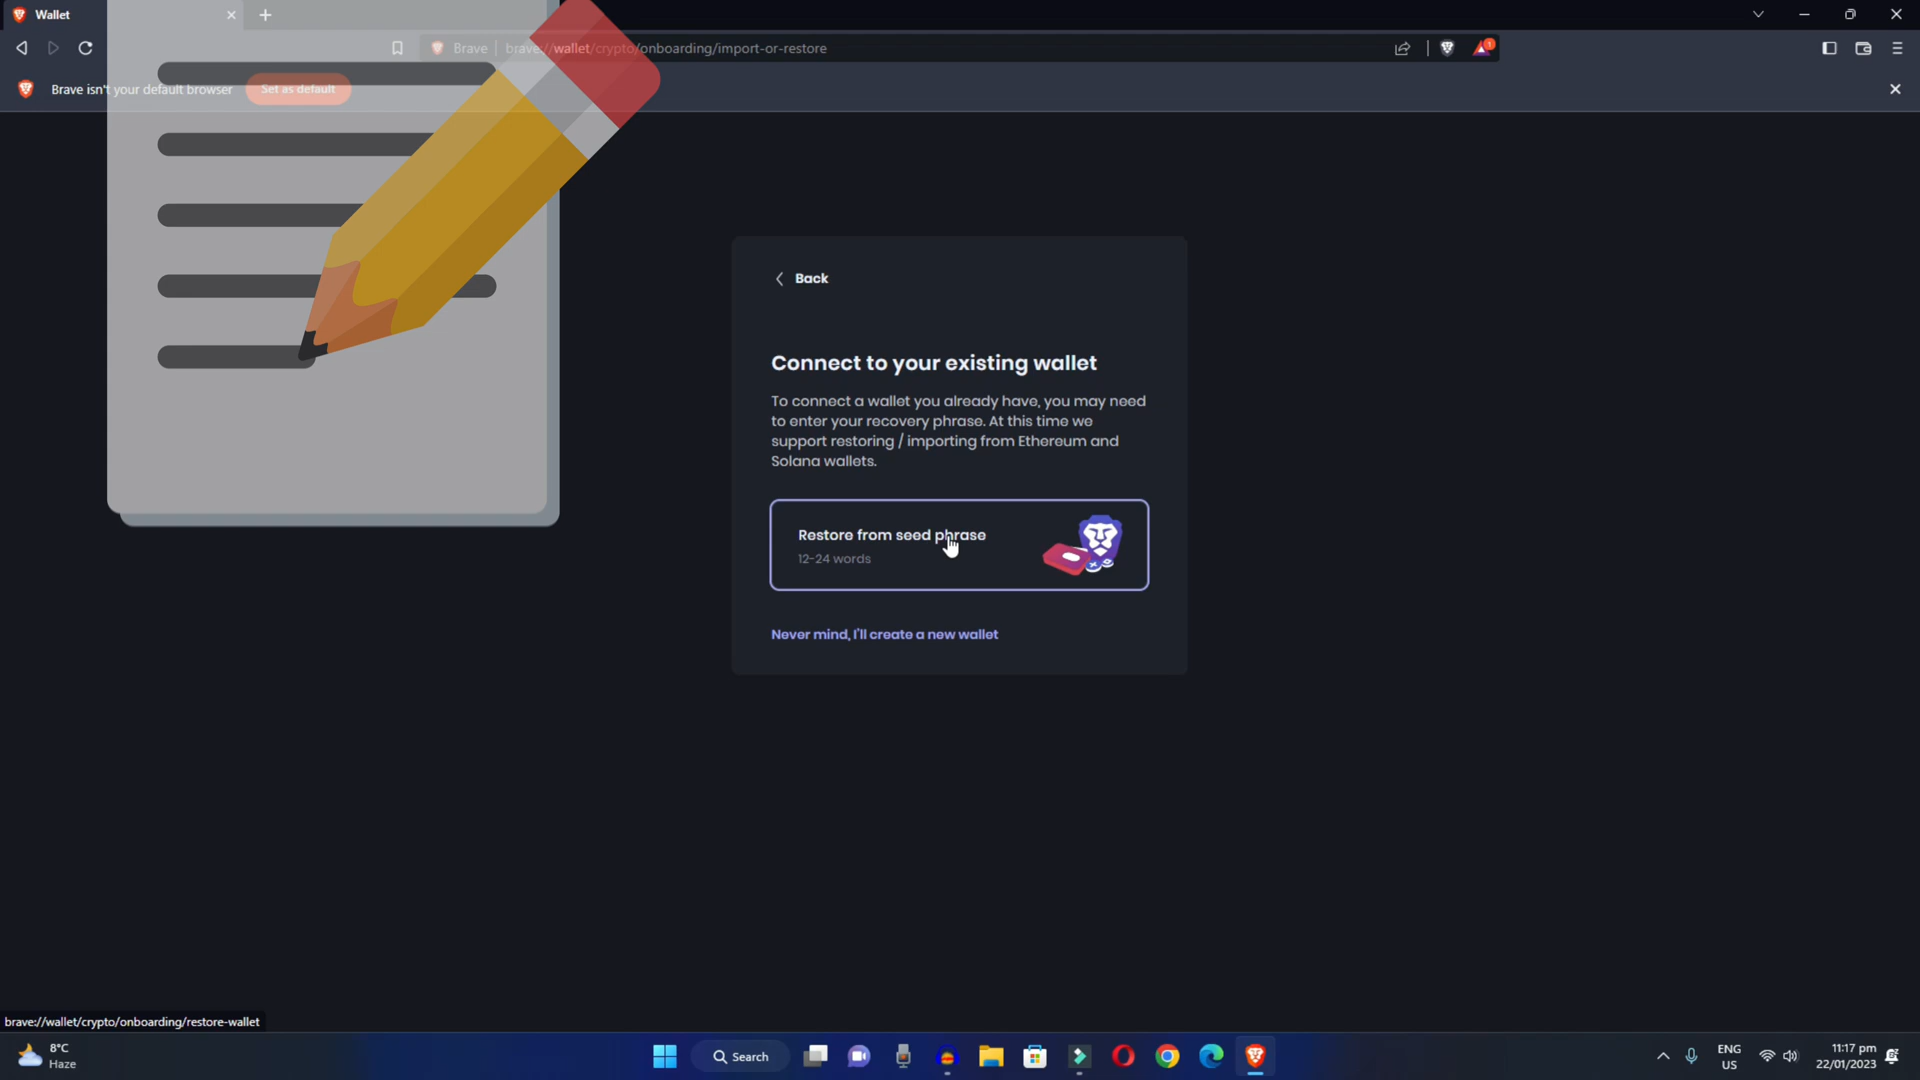 Wallet
Brave brave://wallet/crypto/onboarding/import-or-restore
1
Brave isn't your default browser Set as default
Back
Connect to your existing wallet
To connect a wallet you already have, you may need
to enter your recovery phrase. At this time we
support restoring / importing from Ethereum and
Solana wallets.
Restore from seed phrase
12-24 words
Never mind, I'll create a new wallet
brave://wallet/crypto/onboarding/restore-wallet
8°C
Haze
Search
ENG
US
11:17 pm
22/01/2023